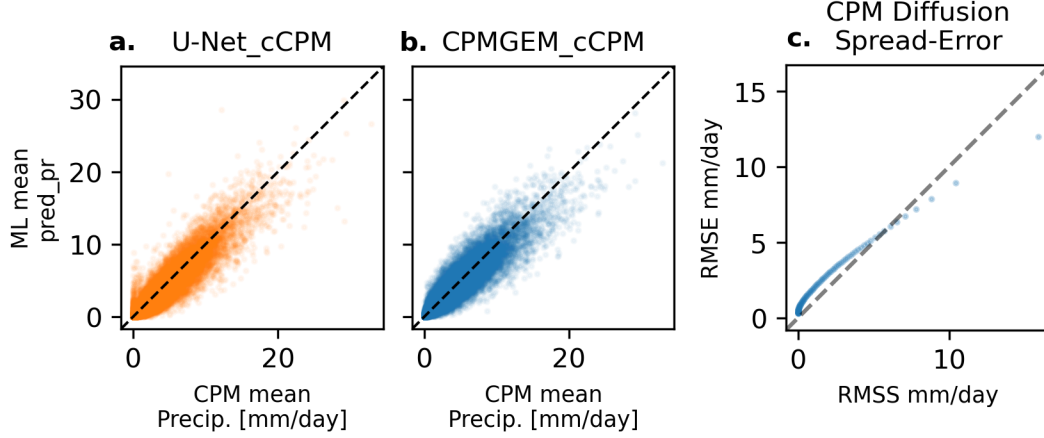 a. U-Net_cCPM
ML mean
pred_pr
30
20
10
0
0
20
CPM mean
Precip. [mm/day]
b. CPMGEM_cCPM
0
20
CPM mean
Precip. [mm/day]
CPM Diffusion
c. Spread-Error
RMSE mm/day
15
10
5
0
0
10
RMSS mm/day